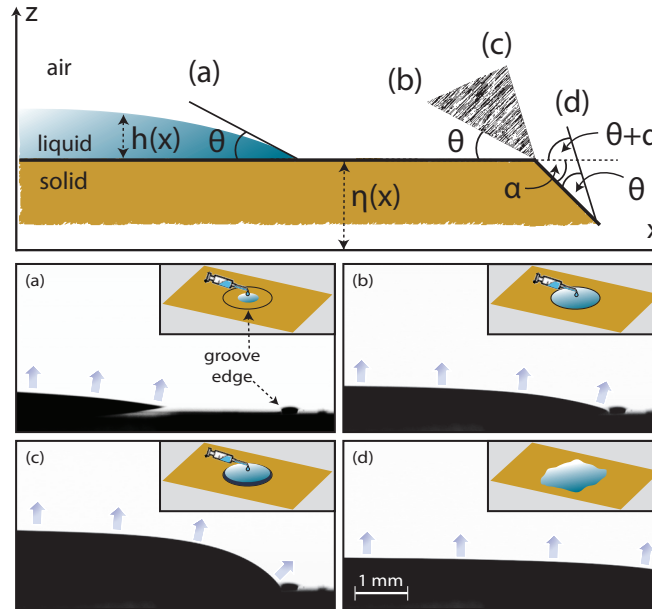 z
(c)
(a)
air
(b)
(d)
h(x)
liquid
θ
θ
θ+α
solid
α
θ
η(x)
x
(a)
groove
edge
(b)
(c)
(d)
1 mm